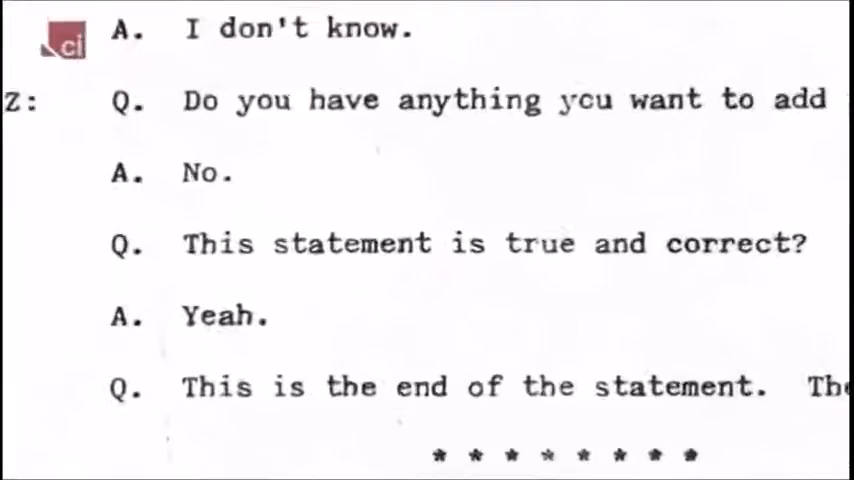 ci
A. I don't know.
Z: Q. Do you have anything you want to add
A. No.
Q. This statement is true and correct?
A. Yeah.
Q. This is the end of the statement.
* * * * * * * *